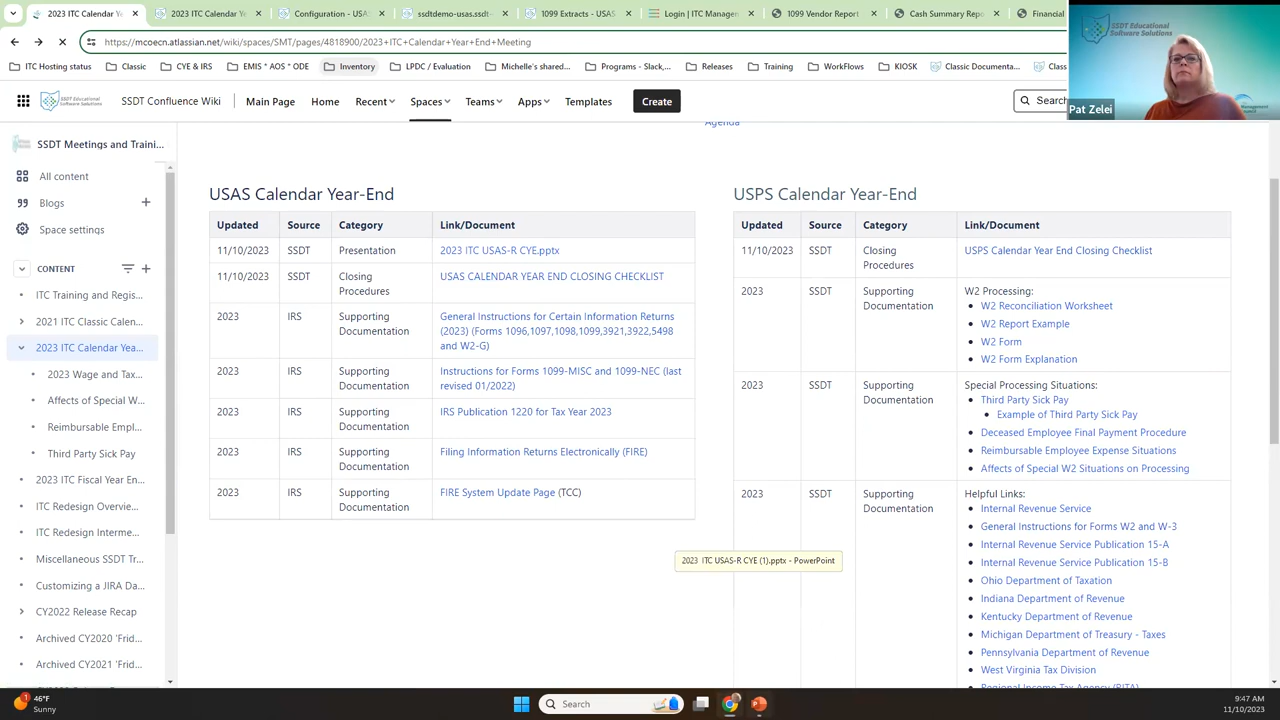 2023 ITC Calendar Y
2023 ITC Calendar Y
Configuration - USA
ssdtdemo-usas.ssdt-
1099 Extracts - USAS
Login | ITC Manager
1099 Vendor Report
Cash Summary Repo
Financial
https://mcoecn.atlassian.net/wiki/spaces/SMT/pages/4818900/2023+ITC+Calendar+Year+End+Meeting
ITC Hosting status
Classic
CYE & IRS
EMIS * AOS * ODE
Inventory
LPDC / Evaluation
Michelle's shared...
Programs - Slack,...
Releases
Training
WorkFlows
KIOSK
Classic Documenta...
Class
SSDT Educational
Software Solutions
Pat Zelei
SSDT Educational
Software Solutions
SSDT Confluence Wiki
Main Page
Home
Recent
Spaces
Teams
Apps
Templates
Create
Search
SSDT Meetings and Traini...
All content
Blogs
Space settings
CONTENT
ITC Training and Regis...
2021 ITC Classic Calen...
2023 ITC Calendar Yea...
2023 Wage and Tax...
Affects of Special W...
Reimbursable Empl...
Third Party Sick Pay
2023 ITC Fiscal Year En...
ITC Redesign Overvie...
ITC Redesign Interme...
Miscellaneous SSDT Tr...
Customizing a JIRA Da...
CY2022 Release Recap
Archived CY2020 'Frid...
Archived CY2021 'Frid...
Agenda
USAS Calendar Year-End
Updated Source Category Link/Document
11/10/2023 SSDT Presentation 2023 ITC USAS-R CYE.pptx
11/10/2023 SSDT Closing Procedures USAS CALENDAR YEAR END CLOSING CHECKLIST
2023 IRS Supporting Documentation General Instructions for Certain Information Returns
(2023) (Forms 1096,1097,1098,1099,3921,3922,5498
and W2-G)
2023 IRS Supporting Documentation Instructions for Forms 1099-MISC and 1099-NEC (last
revised 01/2022)
2023 IRS Supporting Documentation IRS Publication 1220 for Tax Year 2023
2023 IRS Supporting Documentation Filing Information Returns Electronically (FIRE)
2023 IRS Supporting Documentation FIRE System Update Page (TCC)
2023 ITC USAS-R CYE (1).pptx - PowerPoint
USPS Calendar Year-End
Updated Source Category Link/Document
11/10/2023 SSDT Closing Procedures USPS Calendar Year End Closing Checklist
2023 SSDT Supporting Documentation W2 Processing:
W2 Reconciliation Worksheet
W2 Report Example
W2 Form
W2 Form Explanation
2023 SSDT Supporting Documentation Special Processing Situations:
Third Party Sick Pay
Example of Third Party Sick Pay
Deceased Employee Final Payment Procedure
Reimbursable Employee Expense Situations
Affects of Special W2 Situations on Processing
2023 SSDT Supporting Documentation Helpful Links:
Internal Revenue Service
General Instructions for Forms W2 and W-3
Internal Revenue Service Publication 15-A
Internal Revenue Service Publication 15-B
Ohio Department of Taxation
Indiana Department of Revenue
Kentucky Department of Revenue
Michigan Department of Treasury - Taxes
Pennsylvania Department of Revenue
West Virginia Tax Division
Regional Income Tax Agency (RITA)
46°F
Sunny
Search
9:47 AM
11/10/2023